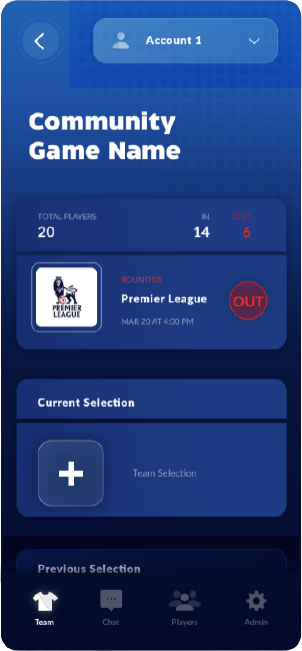 Account 1
Community
Game Name
TOTAL PLAYERS
20
IN
14
OUT
6
PREMIER
LEAGUE
ROUND 05
Premier League
MAR 20 AT 4:00 PM
OUT
Current Selection
Team Selection
Previous Selection
Team
Chat
Players
Admin